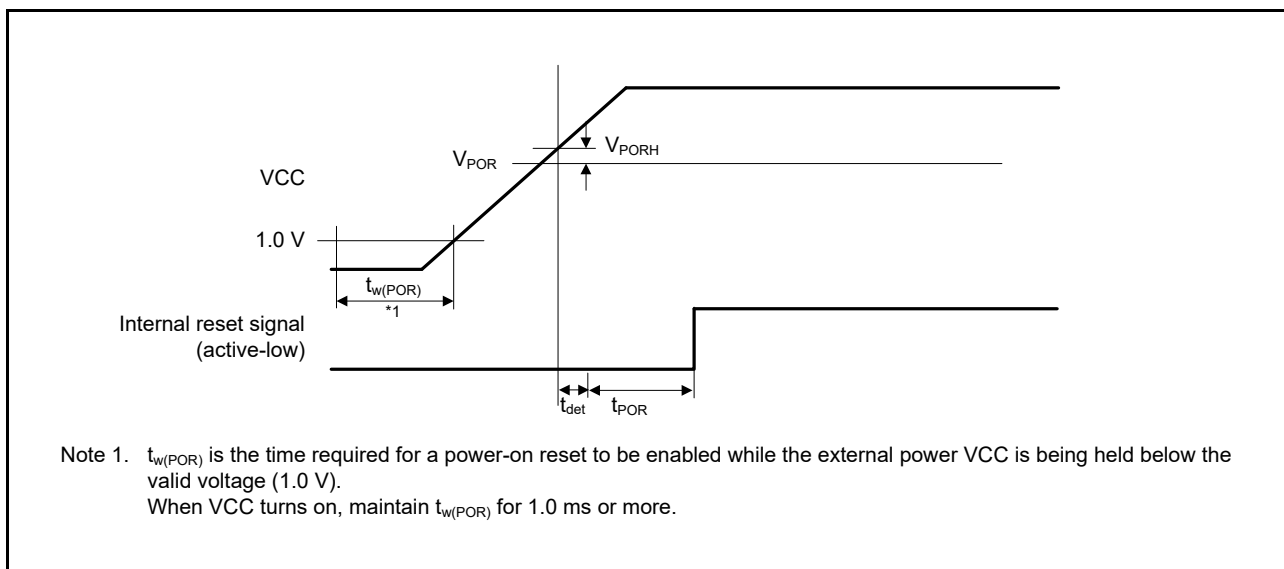 VPORH
VPOR
VCC
1.0 V
tw(POR)
*1
Internal reset signal
(active-low)
tdet
tPOR
Note 1. tw(POR) is the time required for a power-on reset to be enabled while the external power VCC is being held below the
valid voltage (1.0 V).
When VCC turns on, maintain tw(POR) for 1.0 ms or more.